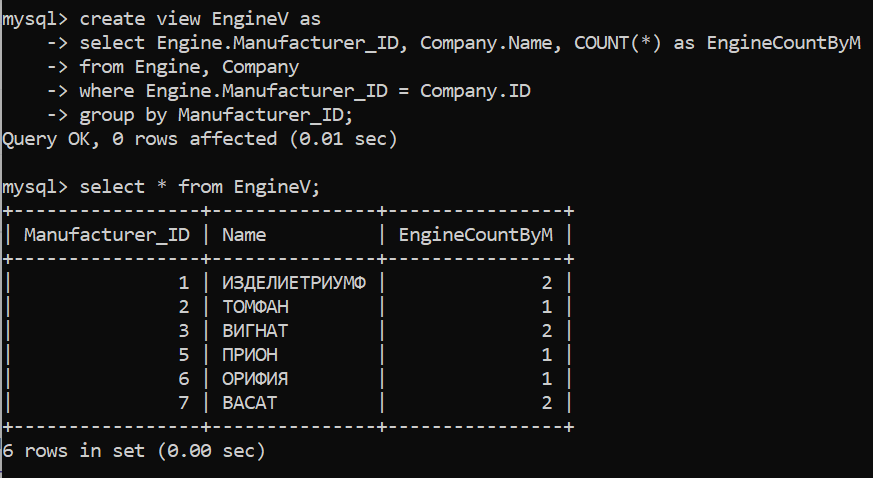 mysql> create view EngineV as
    -> select Engine.Manufacturer_ID, Company.Name, COUNT(*) as EngineCountByM
    -> from Engine, Company
    -> where Engine.Manufacturer_ID = Company.ID
    -> group by Manufacturer_ID;
Query OK, 0 rows affected (0.01 sec)

mysql> select * from EngineV;
+-----------------+---------------+----------------+
| Manufacturer_ID | Name          | EngineCountByM |
+-----------------+---------------+----------------+
|               1 | ИЗДЕЛИЕТРИУМФ |              2 |
|               2 | ТОМФАН        |              1 |
|               3 | ВИГНАТ        |              2 |
|               5 | ПРИОН         |              1 |
|               6 | ОРИФИЯ        |              1 |
|               7 | ВАСАТ         |              2 |
+-----------------+---------------+----------------+
6 rows in set (0.00 sec)